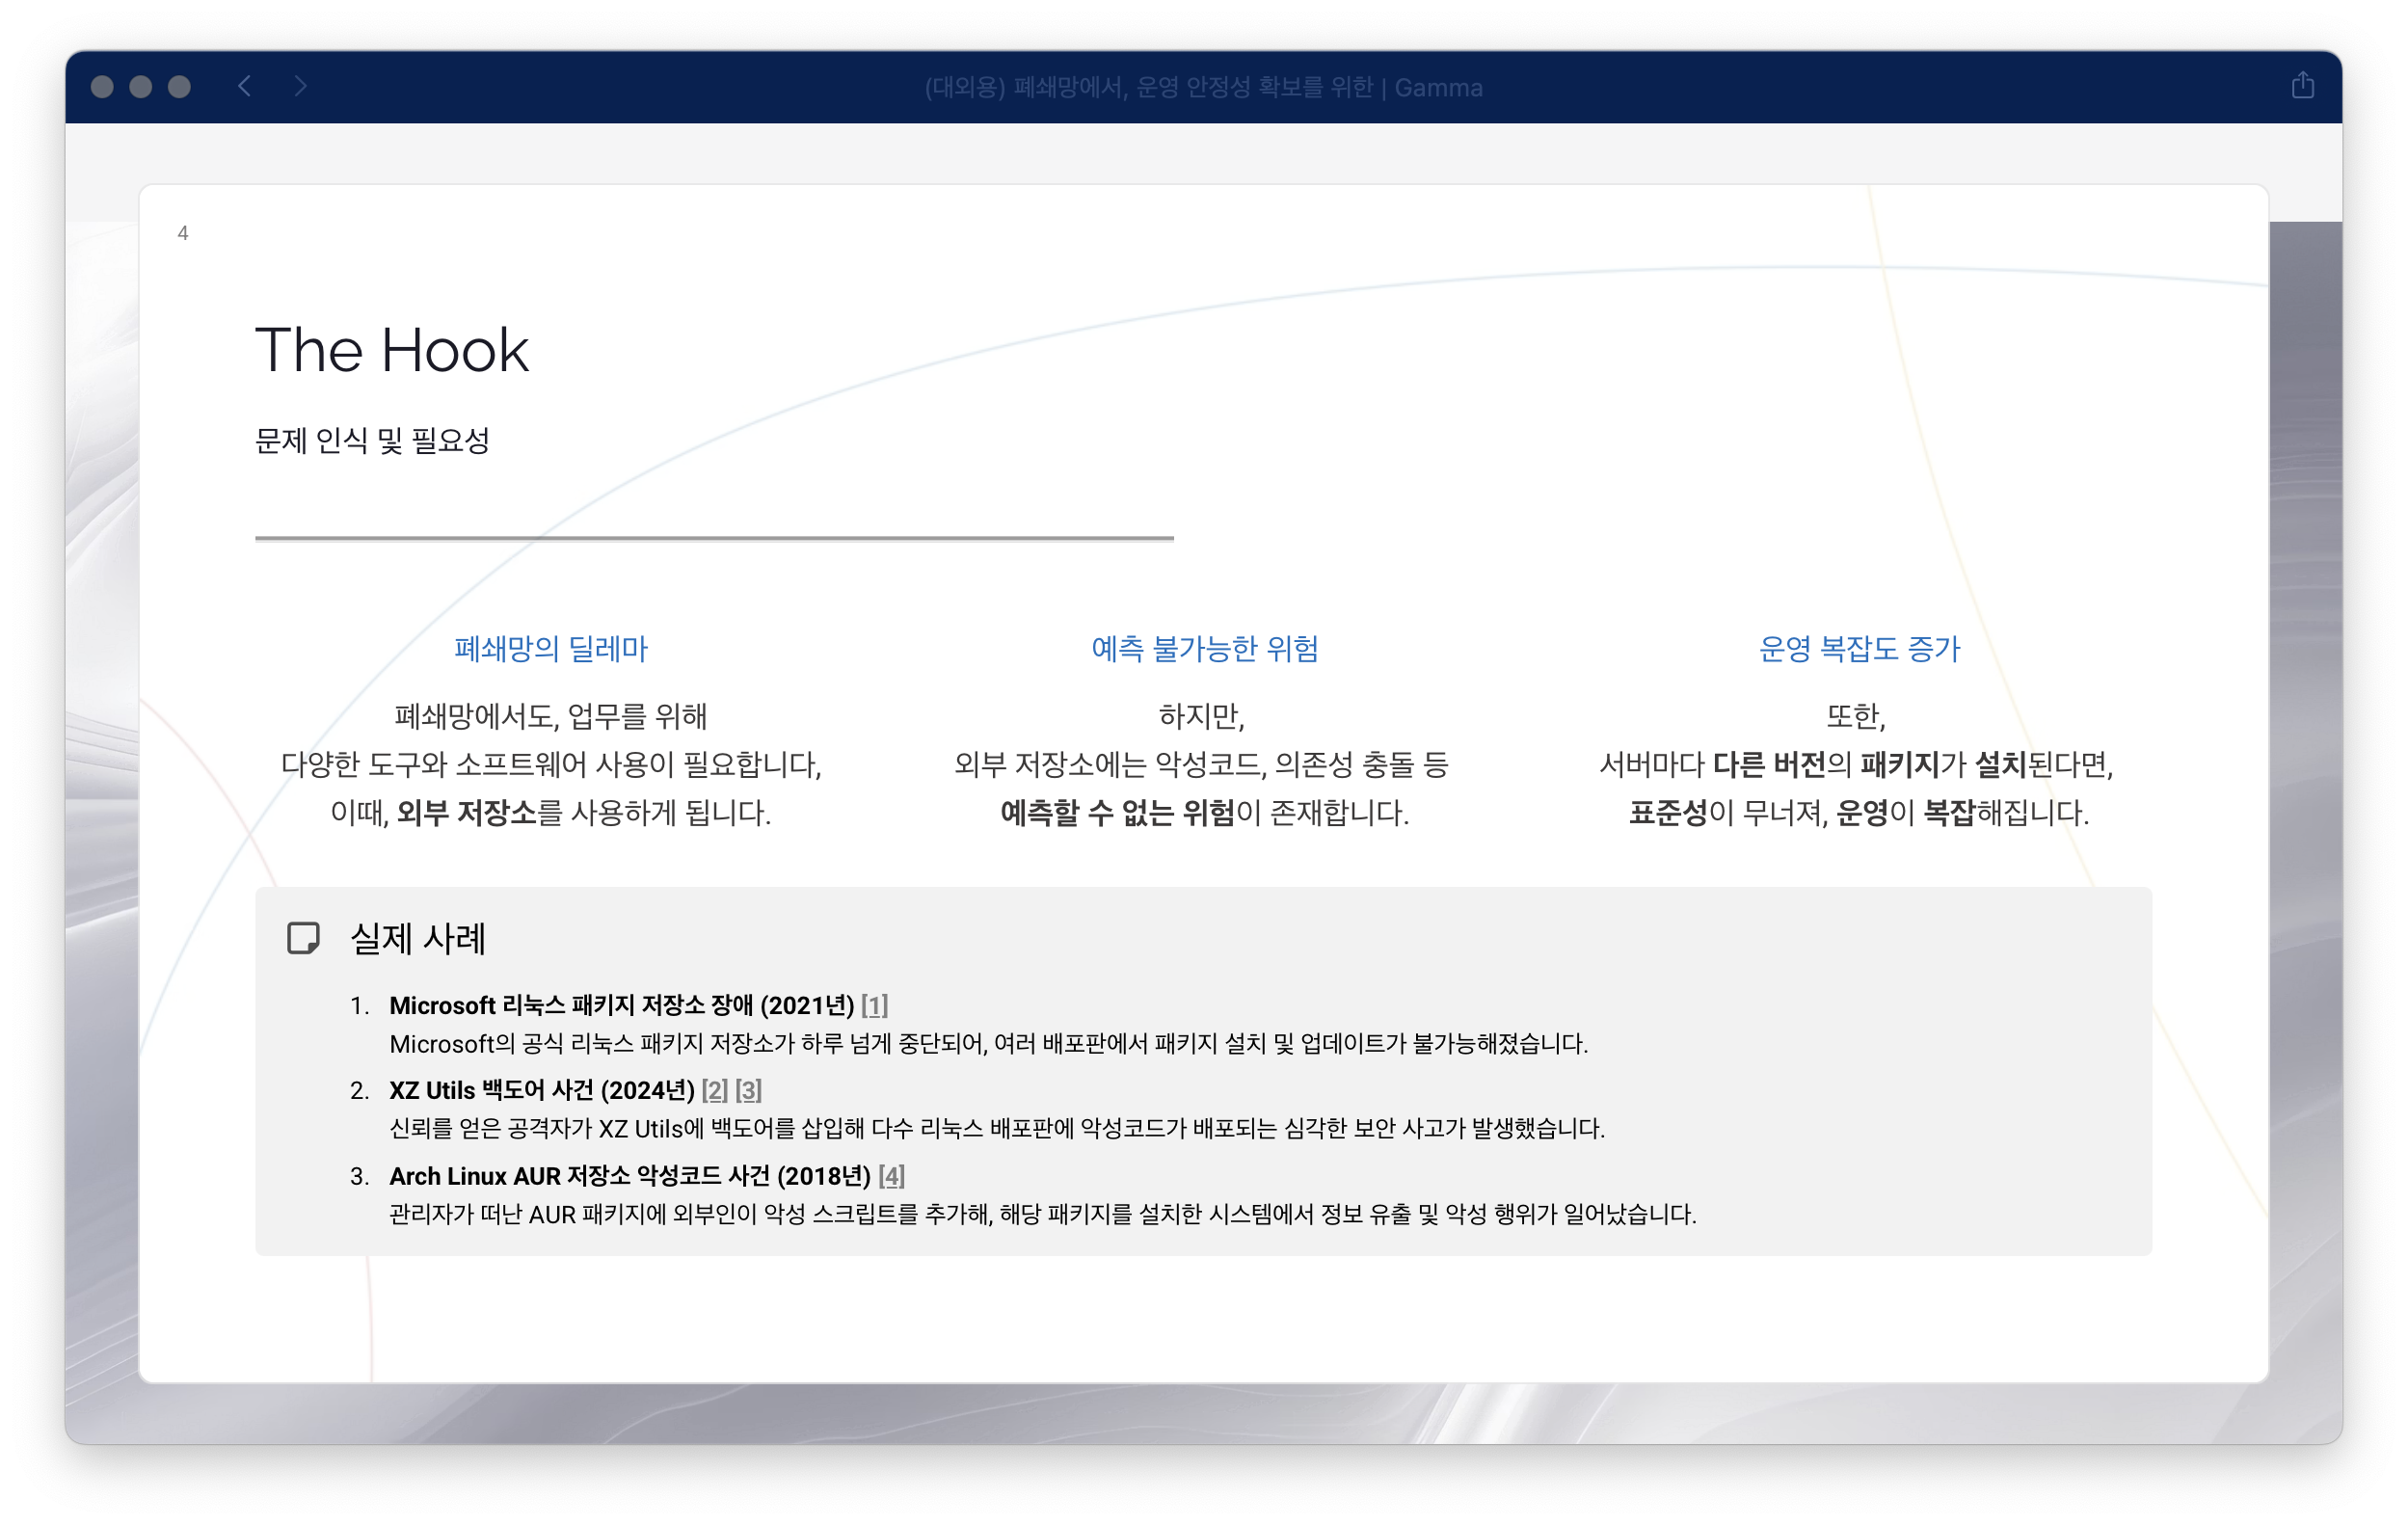 (대외용) 폐쇄망에서, 운영 안정성 확보를 위한 | Gamma
4
The Hook
문제 인식 및 필요성
폐쇄망의 딜레마
폐쇄망에서도, 업무를 위해
다양한 도구와 소프트웨어 사용이 필요합니다,
이때, 외부 저장소를 사용하게 됩니다.
예측 불가능한 위험
하지만,
외부 저장소에는 악성코드, 의존성 충돌 등
예측할 수 없는 위험이 존재합니다.
운영 복잡도 증가
또한,
서버마다 다른 버전의 패키지가 설치된다면,
표준성이 무너져, 운영이 복잡해집니다.
실제 사례
1. Microsoft 리눅스 패키지 저장소 장애 (2021년) [1]
Microsoft의 공식 리눅스 패키지 저장소가 하루 넘게 중단되어, 여러 배포판에서 패키지 설치 및 업데이트가 불가능해졌습니다.
2. XZ Utils 백도어 사건 (2024년) [2] [3]
신뢰를 얻은 공격자가 XZ Utils에 백도어를 삽입해 다수 리눅스 배포판에 악성코드가 배포되는 심각한 보안 사고가 발생했습니다.
3. Arch Linux AUR 저장소 악성코드 사건 (2018년) [4]
관리자가 떠난 AUR 패키지에 외부인이 악성 스크립트를 추가해, 해당 패키지를 설치한 시스템에서 정보 유출 및 악성 행위가 일어났습니다.